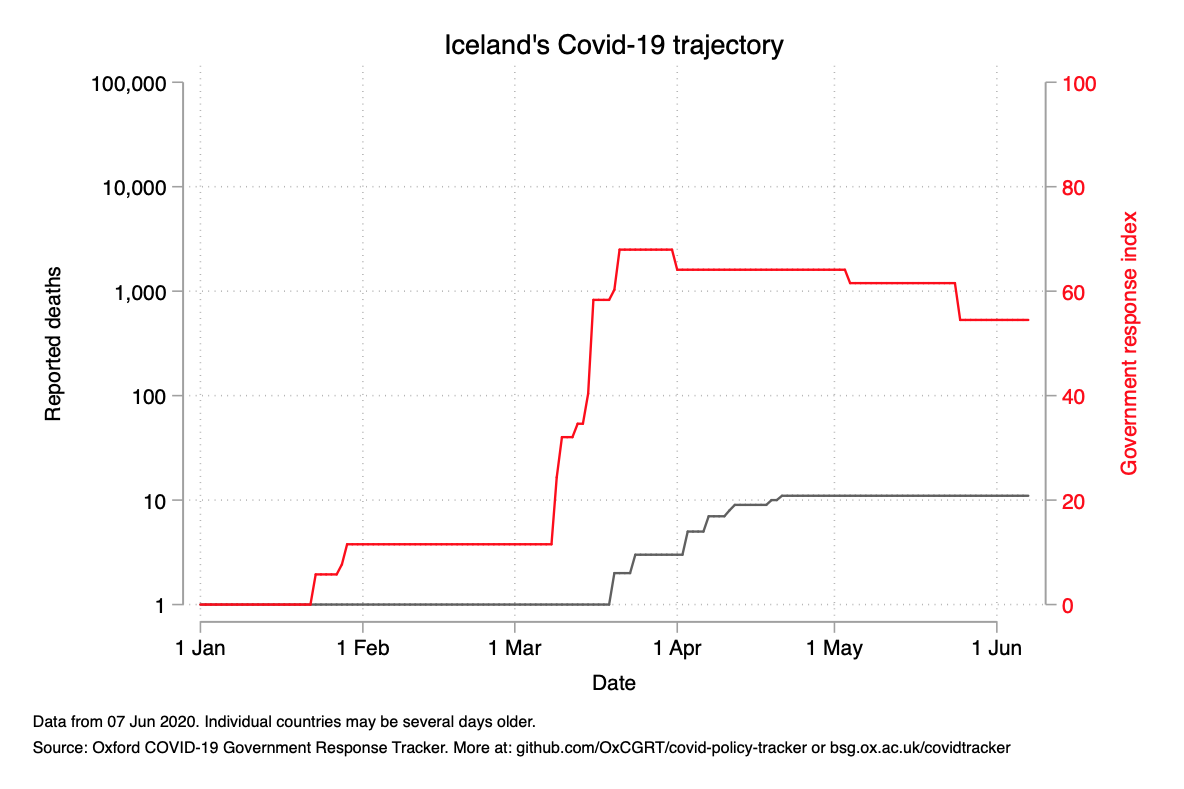 Iceland's Covid-19 trajectory
100,000
10,000
1,000
100
10
1
Reported deaths
100
80
60
40
20
0
Government response index
1 Jan 1 Feb 1 Mar 1 Apr 1 May 1 Jun
Date
Data from 07 Jun 2020. Individual countries may be several days older.
Source: Oxford COVID-19 Government Response Tracker. More at: github.com/OxCGRT/covid-policy-tracker or bsg.ox.ac.uk/covidtracker